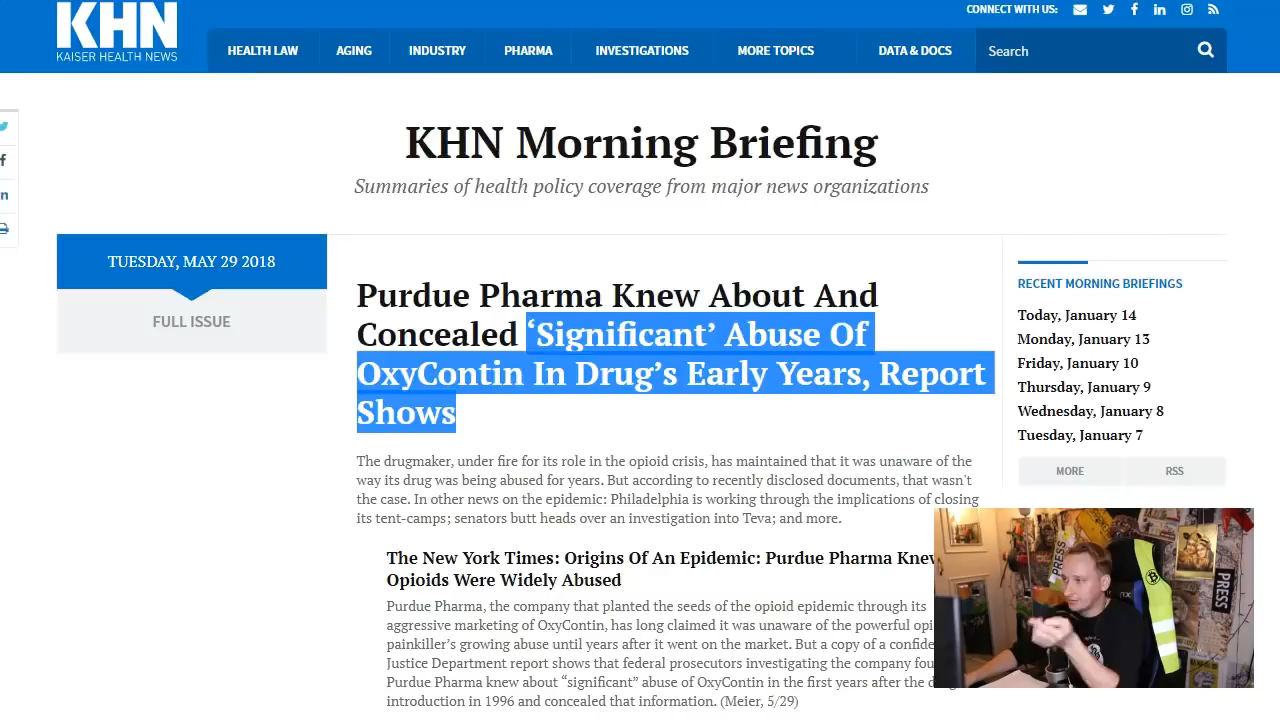 KHN
KAISER HEALTH NEWS
CONNECT WITH US:
HEALTH LAW
AGING
INDUSTRY
PHARMA
INVESTIGATIONS
MORE TOPICS
DATA & DOCS
Search
KHN Morning Briefing
Summaries of health policy coverage from major news organizations
TUESDAY, MAY 29 2018
FULL ISSUE
Purdue Pharma Knew About And
Concealed ‘Significant’ Abuse Of
OxyContin In Drug’s Early Years, Report
Shows
The drugmaker, under fire for its role in the opioid crisis, has maintained that it was unaware of the
way its drug was being abused for years. But according to recently disclosed documents, that wasn't
the case. In other news on the epidemic: Philadelphia is working through the implications of closing
its tent-camps; senators butt heads over an investigation into Teva; and more.
The New York Times: Origins Of An Epidemic: Purdue Pharma Knew
Opioids Were Widely Abused
Purdue Pharma, the company that planted the seeds of the opioid epidemic through its
aggressive marketing of OxyContin, has long claimed it was unaware of the powerful opi
painkiller’s growing abuse until years after it went on the market. But a copy of a confide
Justice Department report shows that federal prosecutors investigating the company fou
Purdue Pharma knew about “significant” abuse of OxyContin in the first years after the
introduction in 1996 and concealed that information. (Meier, 5/29)
RECENT MORNING BRIEFINGS
Today, January 14
Monday, January 13
Friday, January 10
Thursday, January 9
Wednesday, January 8
Tuesday, January 7
MORE
RSS
PRESS
PRESS